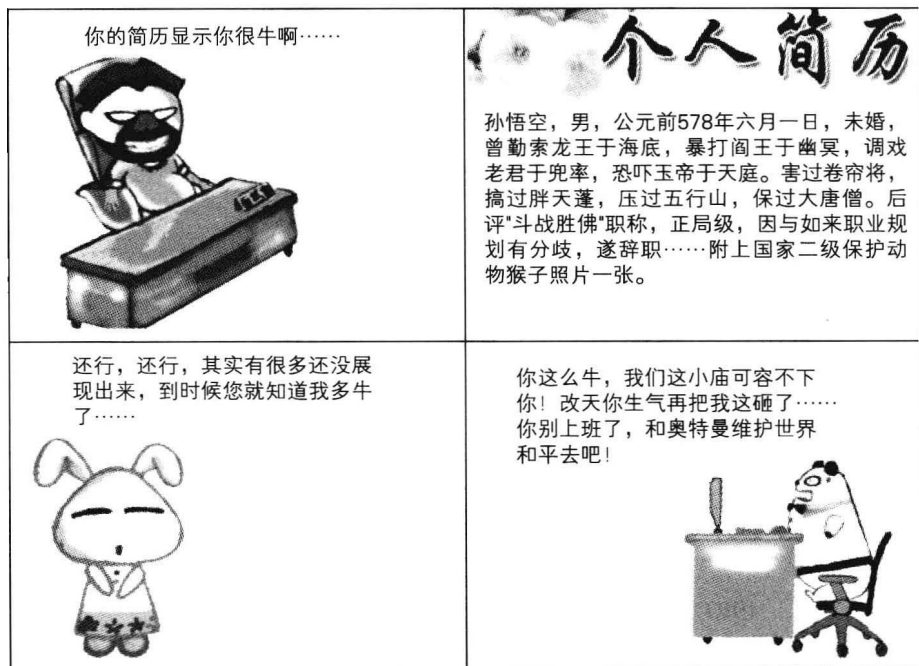 你的简历显示你很牛啊……
个人简历
孙悟空，男，公元前578年六月一日，未婚，
曾勤索龙王于海底，暴打阎王于幽冥，调戏
老君于兜率，恐吓玉帝于天庭。害过卷帘将，
搞过胖天蓬，压过五行山，保过大唐僧。后
评"斗战胜佛"职称，正局级，因与如来职业规
划有分歧，遂辞职……附上国家二级保护动
物猴子照片一张。
还行，还行，其实有很多还没展
现出来，到时候您就知道我多牛
了……
你这么牛，我们这小庙可容不下
你！改天你生气再把我这砸了……
你别上班了，和奥特曼维护世界
和平去吧！